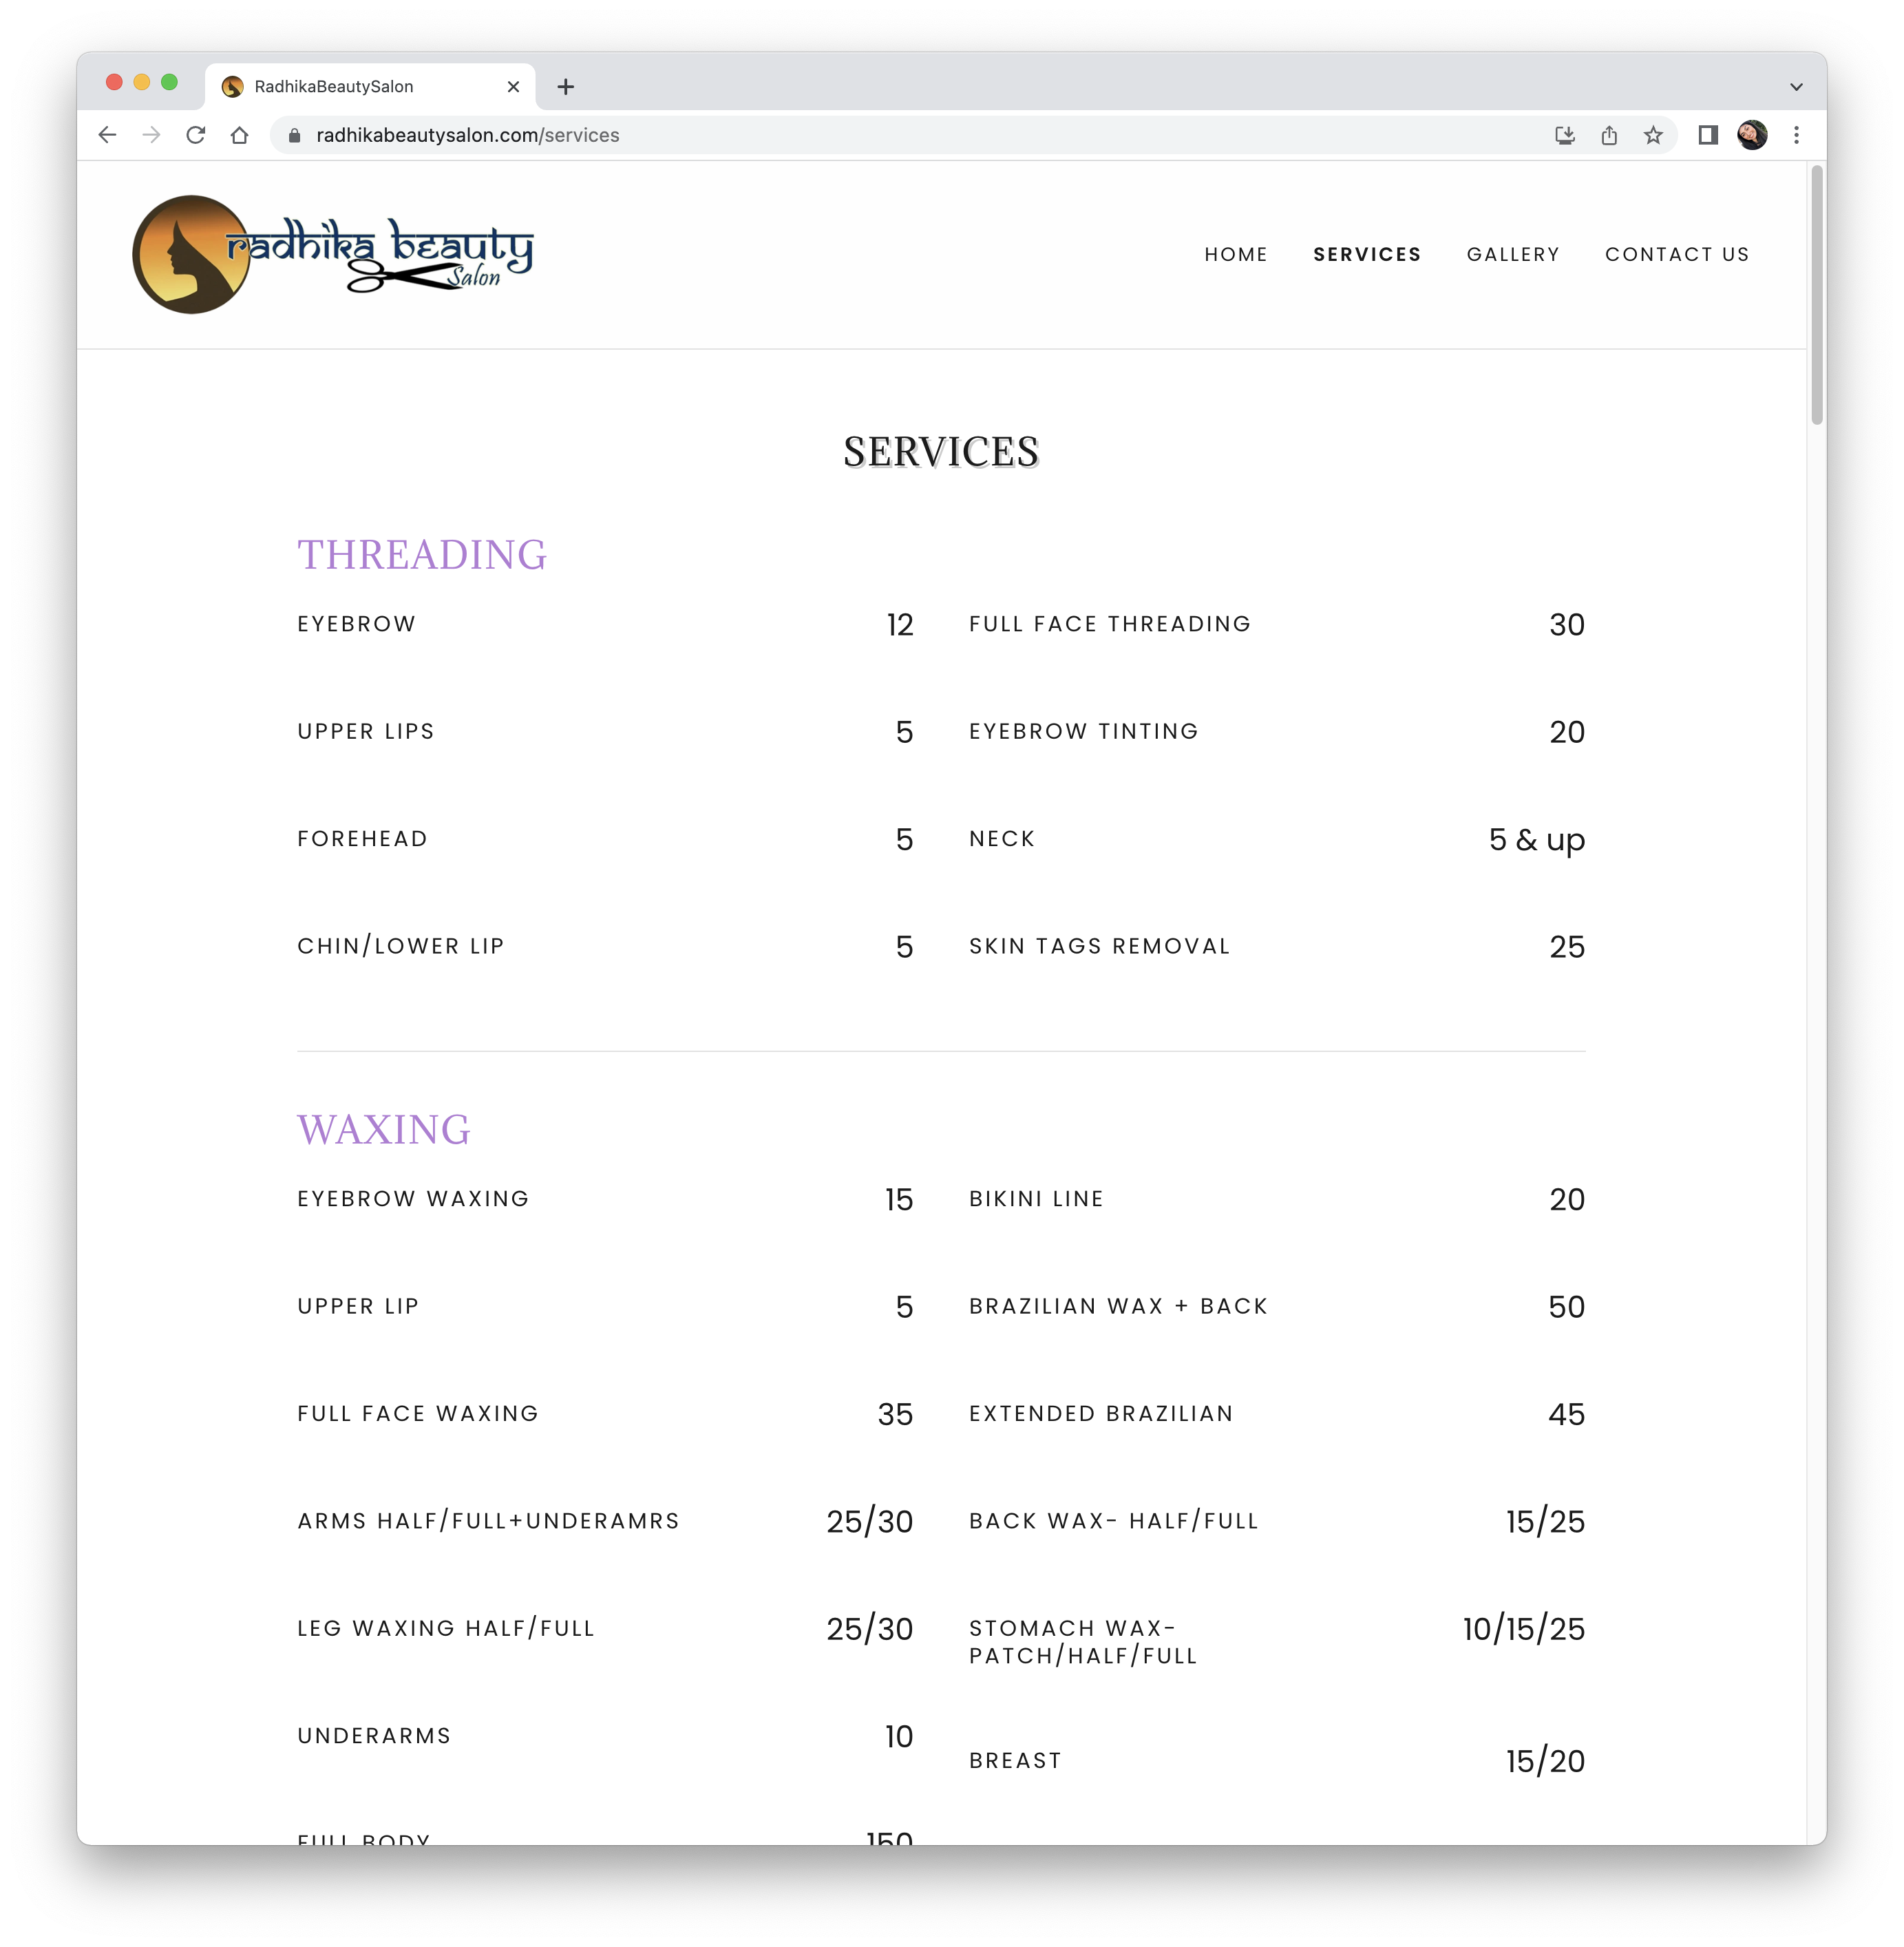 RadhikaBeautySalon
radhikabeautysalon.com/services
radhika beauty
Salon
HOME SERVICES GALLERY CONTACT US
SERVICES
THREADING
EYEBROW 12 FULL FACE THREADING 30
UPPER LIPS 5 EYEBROW TINTING 20
FOREHEAD 5 NECK 5 & up
CHIN/LOWER LIP 5 SKIN TAGS REMOVAL 25
WAXING
EYEBROW WAXING 15 BIKINI LINE 20
UPPER LIP 5 BRAZILIAN WAX + BACK 50
FULL FACE WAXING 35 EXTENDED BRAZILIAN 45
ARMS HALF/FULL+UNDERAMRS 25/30 BACK WAX- HALF/FULL 15/25
LEG WAXING HALF/FULL 25/30 STOMACH WAX- 10/15/25
PATCH/HALF/FULL
UNDERARMS 10
BREAST 15/20
FULL BODY 150